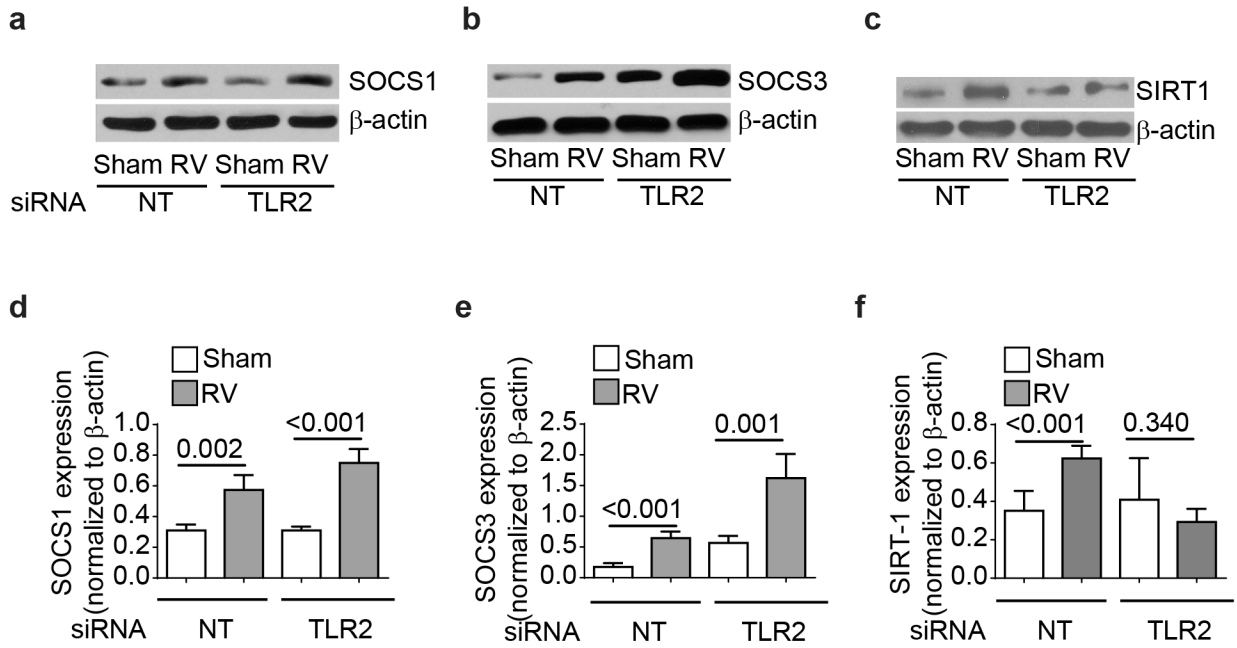 a
SOCS1
β-actin
Sham RV Sham RV
siRNA NT TLR2
b
SOCS3
β-actin
Sham RV Sham RV
NT TLR2
c
SIRT1
β-actin
Sham RV Sham RV
NT TLR2
d
Sham
RV
SOCS1 expression
(normalized to β-actin)
1.0
0.8
0.6
0.4
0.2
0.0
0.002
<0.001
siRNA NT TLR2
e
Sham
RV
SOCS3 expression
(normalized to β-actin)
2.5
2.0
1.5
1.0
0.5
0.0
<0.001
0.001
siRNA NT TLR2
f
Sham
RV
SIRT-1 expression
(normalized to β-actin)
0.8
0.6
0.4
0.2
0.0
<0.001
0.340
siRNA NT TLR2